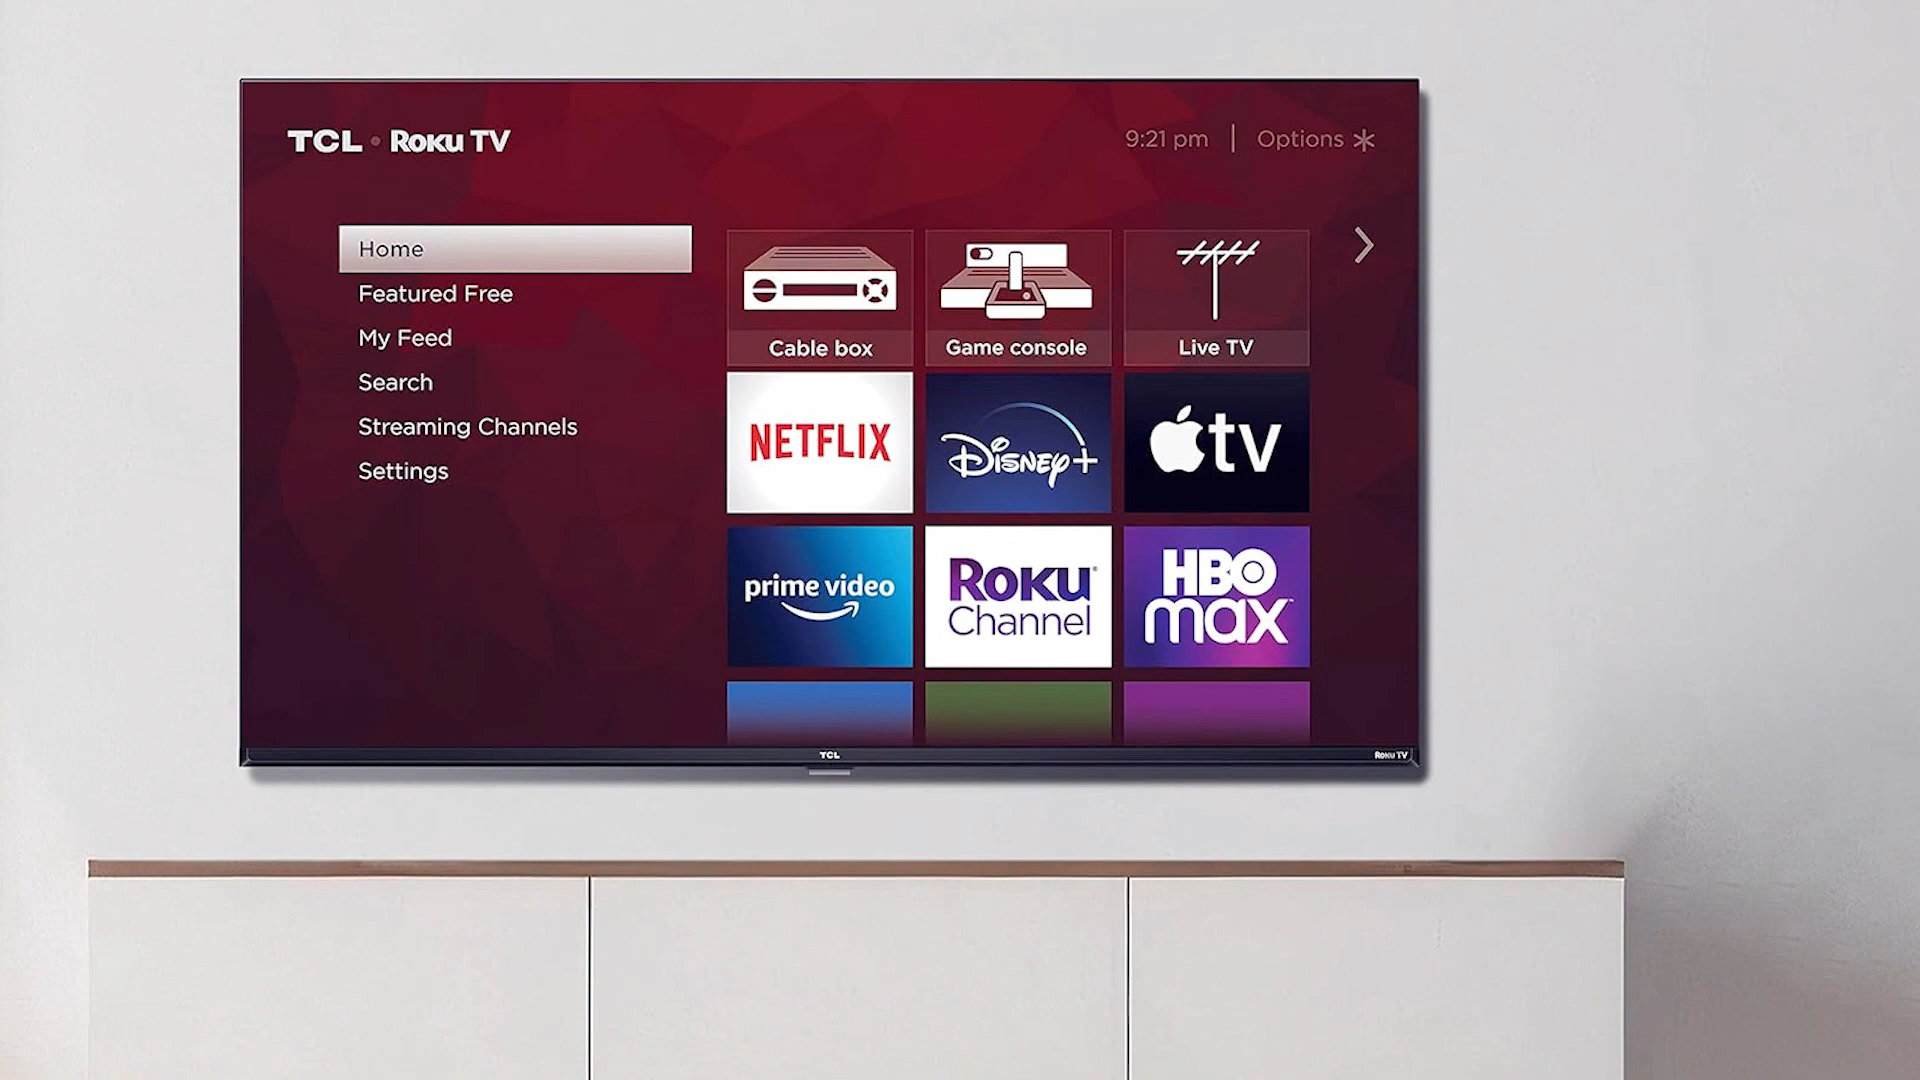 TCL • Roku TV
9:21 pm | Options
Home
Featured Free
My Feed
Search
Streaming Channels
Settings
Cable box
Game console
Live TV
NETFLIX
Disney+
tv
prime video
Roku
Channel
HBO
max
TCL
Roku TV